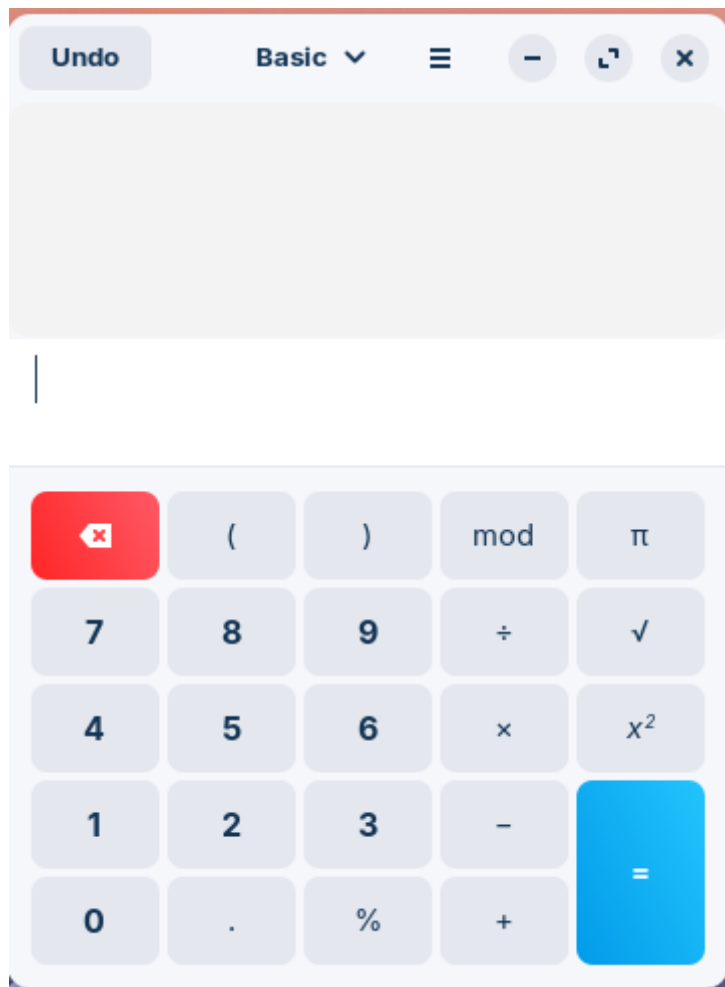 Undo Basic
( ) mod π
7 8 9 ÷ √
4 5 6 × x²
1 2 3 −
=
0 . % +